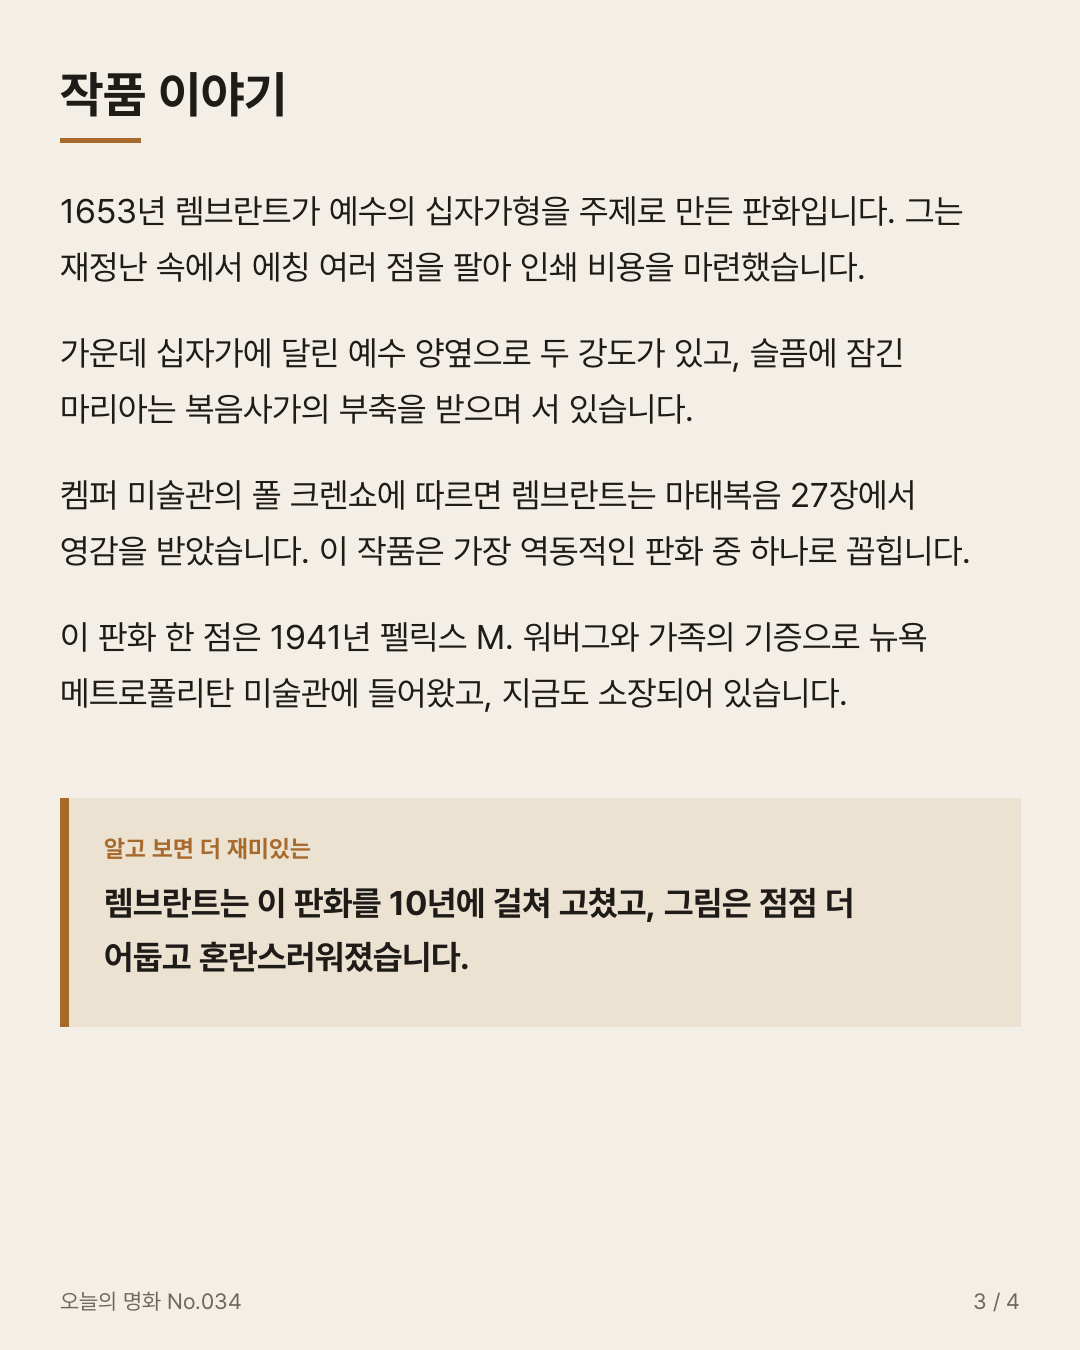 작품 이야기
1653년 렘브란트가 예수의 십자가형을 주제로 만든 판화입니다. 그는
재정난 속에서 에칭 여러 점을 팔아 인쇄 비용을 마련했습니다.
가운데 십자가에 달린 예수 양옆으로 두 강도가 있고, 슬픔에 잠긴
마리아는 복음사가의 부축을 받으며 서 있습니다.
켐퍼 미술관의 폴 크렌쇼에 따르면 렘브란트는 마태복음 27장에서
영감을 받았습니다. 이 작품은 가장 역동적인 판화 중 하나로 꼽힙니다.
이 판화 한 점은 1941년 펠릭스 M. 워버그와 가족의 기증으로 뉴욕
메트로폴리탄 미술관에 들어왔고, 지금도 소장되어 있습니다.
알고 보면 더 재미있는
렘브란트는 이 판화를 10년에 걸쳐 고쳤고, 그림은 점점 더
어둡고 혼란스러워졌습니다.
오늘의 명화 No.034
3 / 4